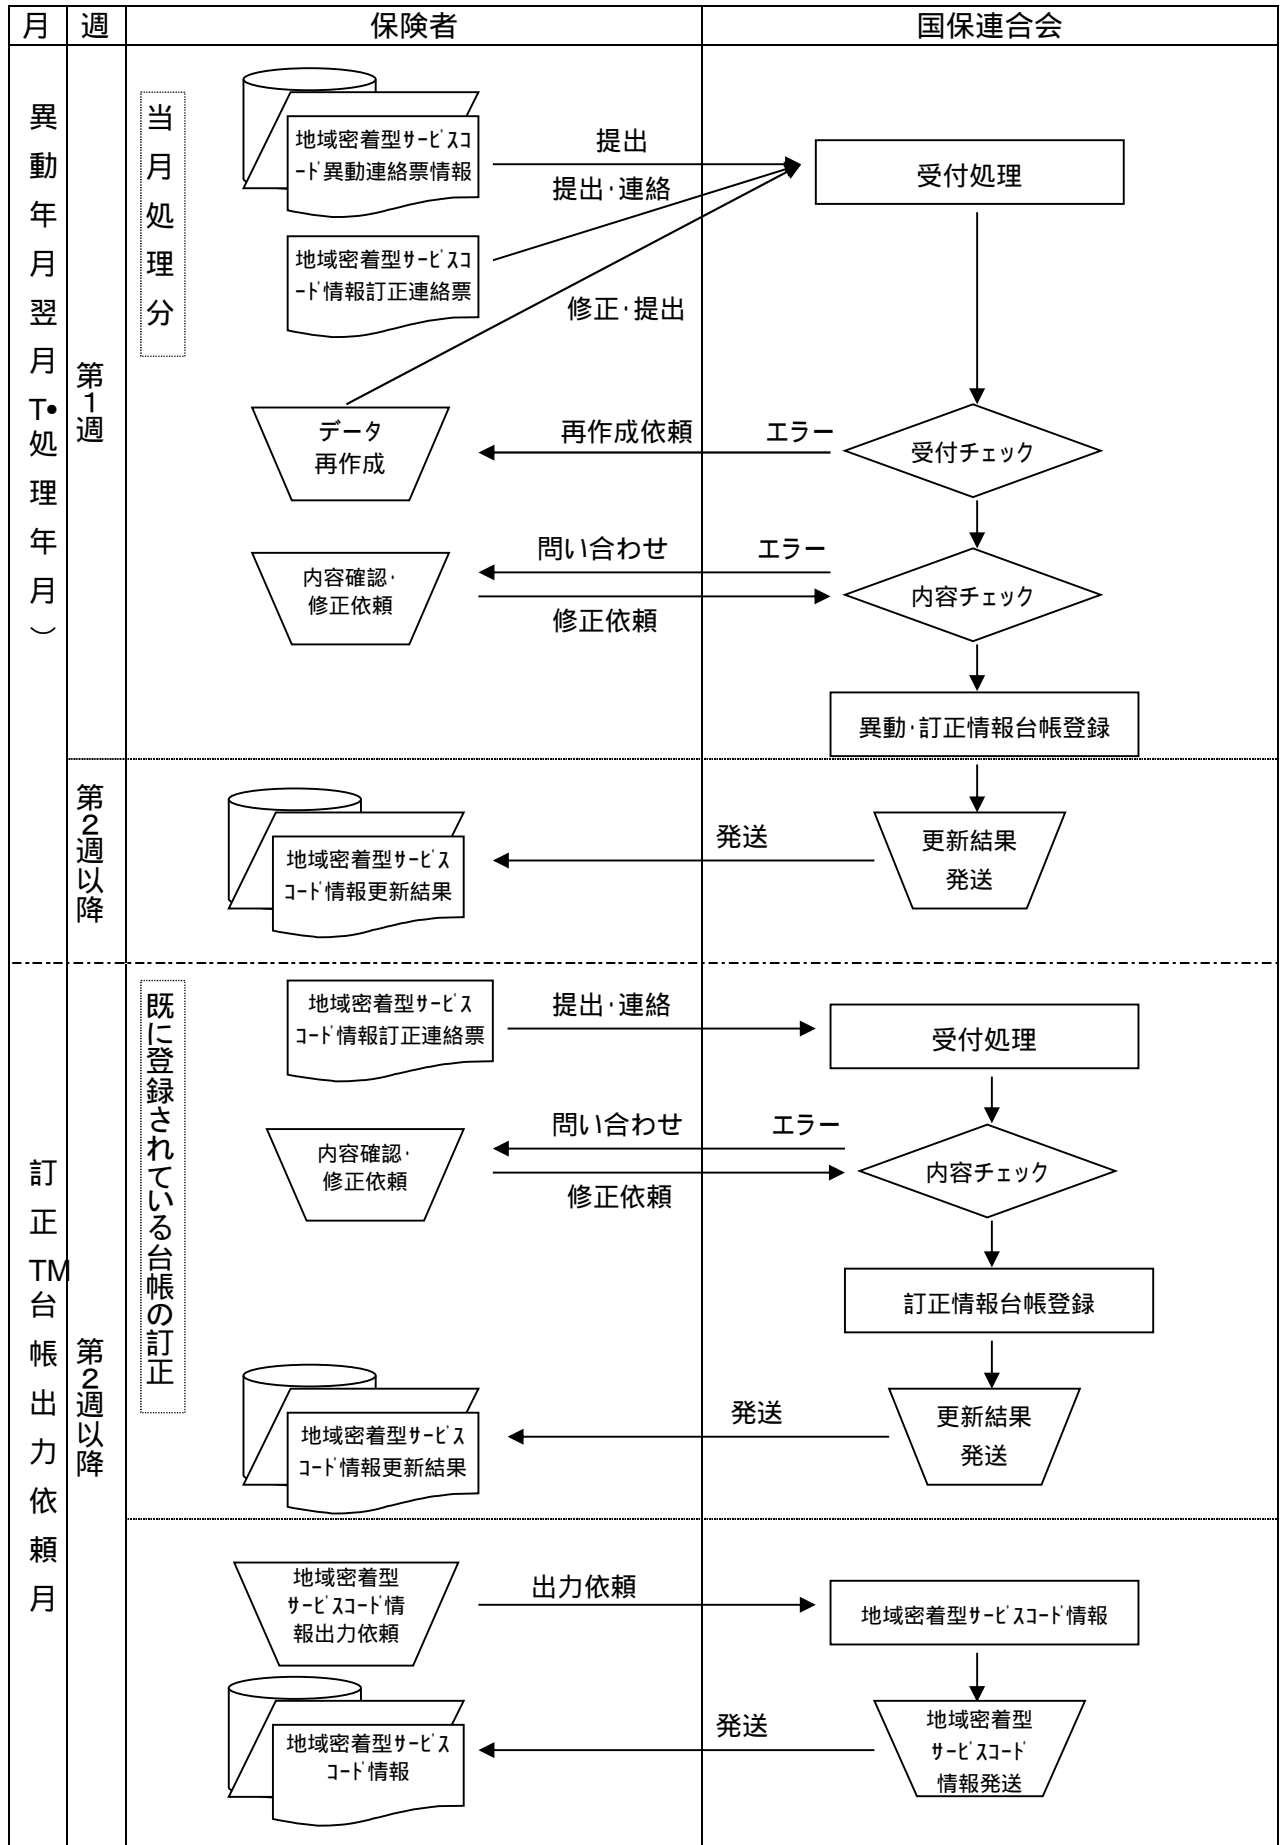 月
週
保険者
国保連合会
異動年月翌月T•処理年月）
第1週
当月処理分
地域密着型ｻｰﾋﾞｽｺ
ｰﾄﾞ異動連絡票情報
提出
受付処理
提出･連絡
地域密着型ｻｰﾋﾞｽｺ
ｰﾄﾞ情報訂正連絡票
修正･提出
データ
再作成
再作成依頼
エラー
受付チェック
内容確認･
修正依頼
問い合わせ
エラー
修正依頼
内容チェック
異動･訂正情報台帳登録
第2週以降
地域密着型ｻｰﾋﾞｽ
ｺｰﾄﾞ情報更新結果
発送
更新結果
発送
訂正TM台帳出力依頼月
第2週以降
既に登録されている台帳の訂正
地域密着型ｻｰﾋﾞｽ
ｺｰﾄﾞ情報訂正連絡票
提出･連絡
受付処理
内容確認･
修正依頼
問い合わせ
エラー
修正依頼
内容チェック
訂正情報台帳登録
地域密着型ｻｰﾋﾞｽ
ｺｰﾄﾞ情報更新結果
発送
更新結果
発送
地域密着型
ｻｰﾋﾞｽｺｰﾄﾞ情
報出力依頼
出力依頼
地域密着型ｻｰﾋﾞｽｺｰﾄﾞ情報
地域密着型ｻｰﾋﾞｽ
ｺｰﾄﾞ情報
発送
地域密着型
ｻｰﾋﾞｽｺｰﾄﾞ
情報発送